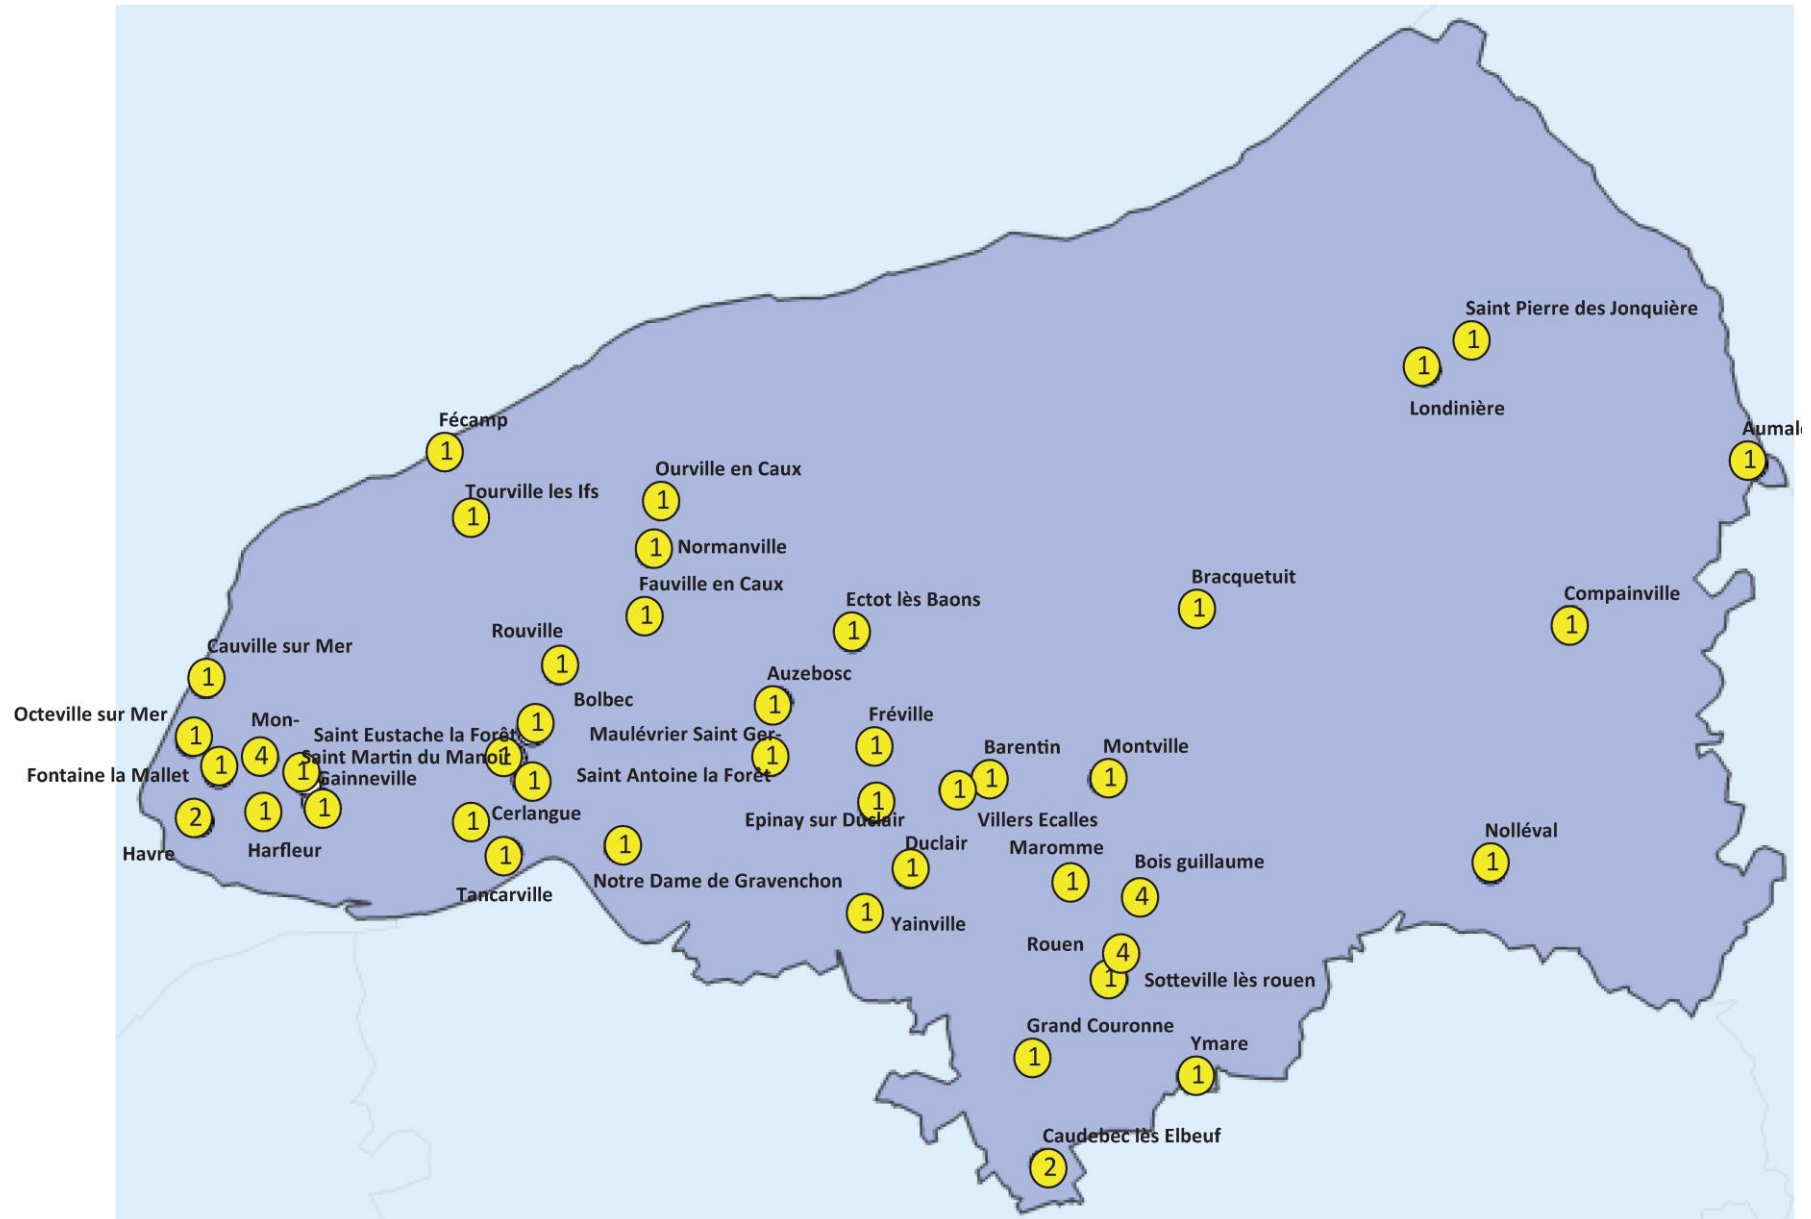 Saint Pierre des Jonquière
1
1
Londinière
Fécamp
1
Aumale
1
Ourville en Caux
1
Tourville les Ifs
1
1 Normanville
Fauville en Caux
1
Bracquetuit
1
Compainville
1
Ectot lès Baons
1
Rouville
1
Cauville sur Mer
1
Auzebosc
1
Bolbec
1
Octeville sur Mer
1
Mon-
4
Fontaine la Mallet
1
Saint Eustache la Forêt
1
Saint Martin du Manoir
1
Gainneville
1
Maulévrier Saint Ger-
1
Saint Antoine la Forêt
1
Fréville
1
Barentin
1
Montville
1
Villers Ecalles
1
Epinay sur Duclair
1
Havre
2
Harfleur
1
Cerlangue
1
Tancarville
1
Notre Dame de Gravenchon
1
Duclair
1
Maromme
1
Bois guillaume
4
Nolléval
1
Yainville
1
Rouen
4
Sotteville lès rouen
1
Grand Couronne
1
Ymare
1
Caudebec lès Elbeuf
2